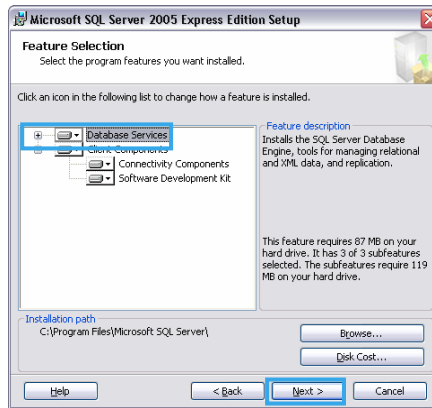 Microsoft SQL Server 2005 Express Edition Setup
Feature Selection
Select the program features you want installed.
Click an icon in the following list to change how a feature is installed.
Database Services
Client Components
Connectivity Components
Software Development Kit
Feature description
Installs the SQL Server Database
Engine, tools for managing relational
and XML data, and replication.
This feature requires 87 MB on your
hard drive. It has 3 of 3 subfeatures
selected. The subfeatures require 119
MB on your hard drive.
Installation path
C:\Program Files\Microsoft SQL Server\
Browse...
Disk Cost...
Help
< Back
Next >
Cancel